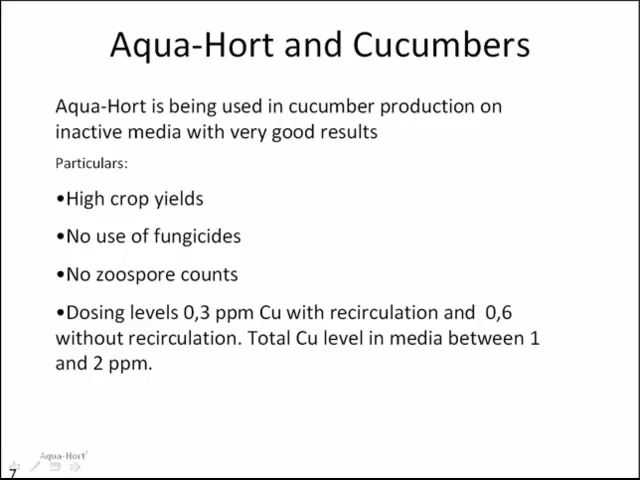 Aqua-Hort and Cucumbers
Aqua-Hort is being used in cucumber production on
inactive media with very good results
Particulars:
•High crop yields
•No use of fungicides
•No zoospore counts
•Dosing levels 0,3 ppm Cu with recirculation and  0,6
without recirculation. Total Cu level in media between 1
and 2 ppm.
Aqua-Hort®
7